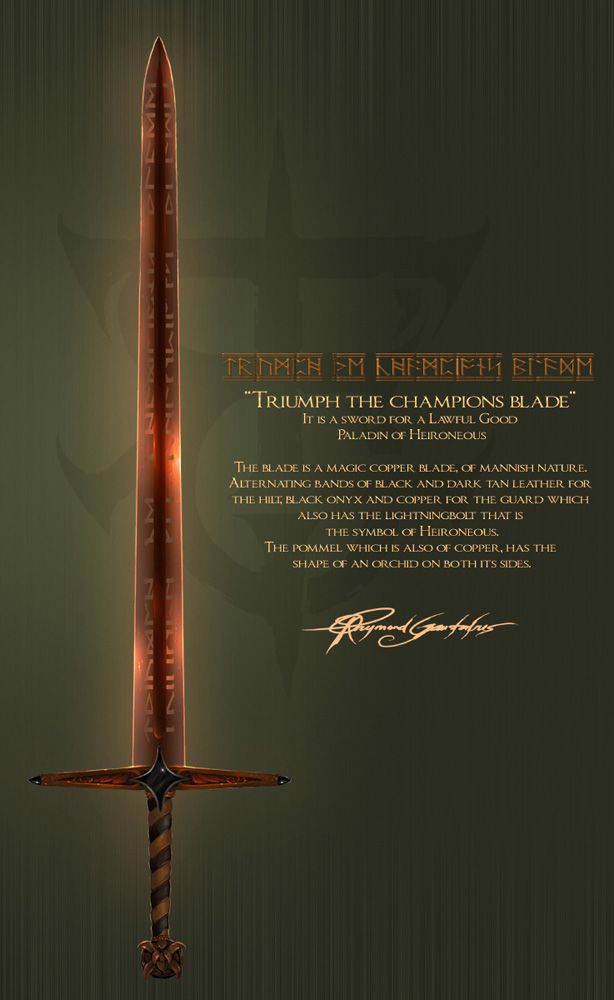 "Triumph the champions blade"
It is a sword for a Lawful Good
Paladin of Heironeous
The blade is a magic copper blade, of mannish nature.
Alternating bands of black and dark tan leather for
the hilt, black onyx and copper for the guard which
also has the lightningbolt that is
the symbol of Heironeous.
The pommel which is also of copper, has the
shape of an orchid on both its sides.
Raymond